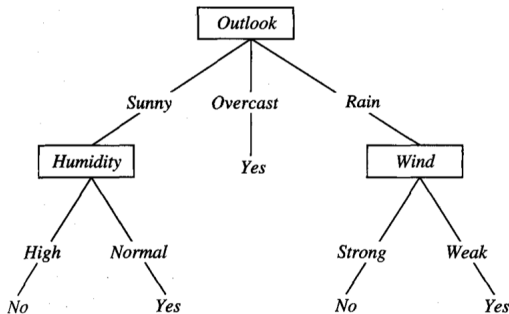 Outlook
Sunny Overcast Rain
Humidity Yes Wind
High Normal Strong Weak
No Yes No Yes